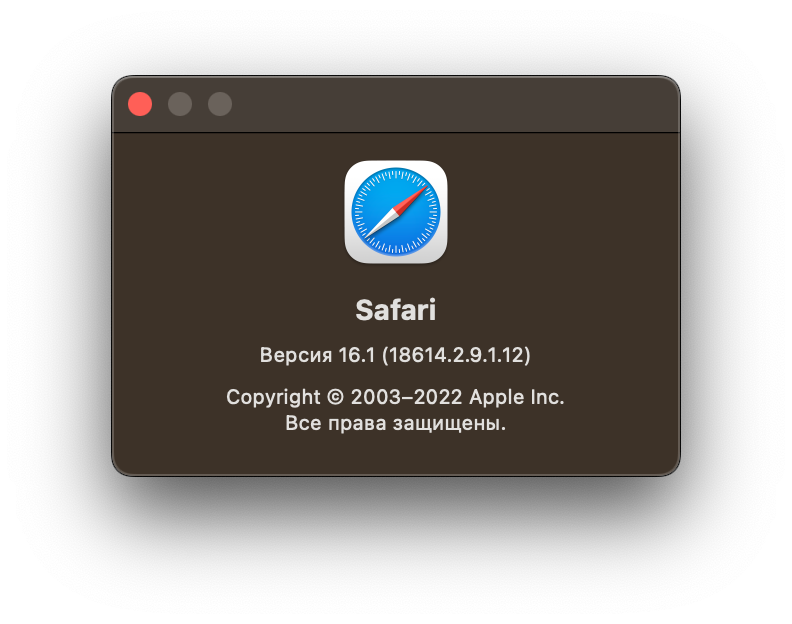 Safari
Версия 16.1 (18614.2.9.1.12)
Copyright © 2003–2022 Apple Inc.
Все права защищены.